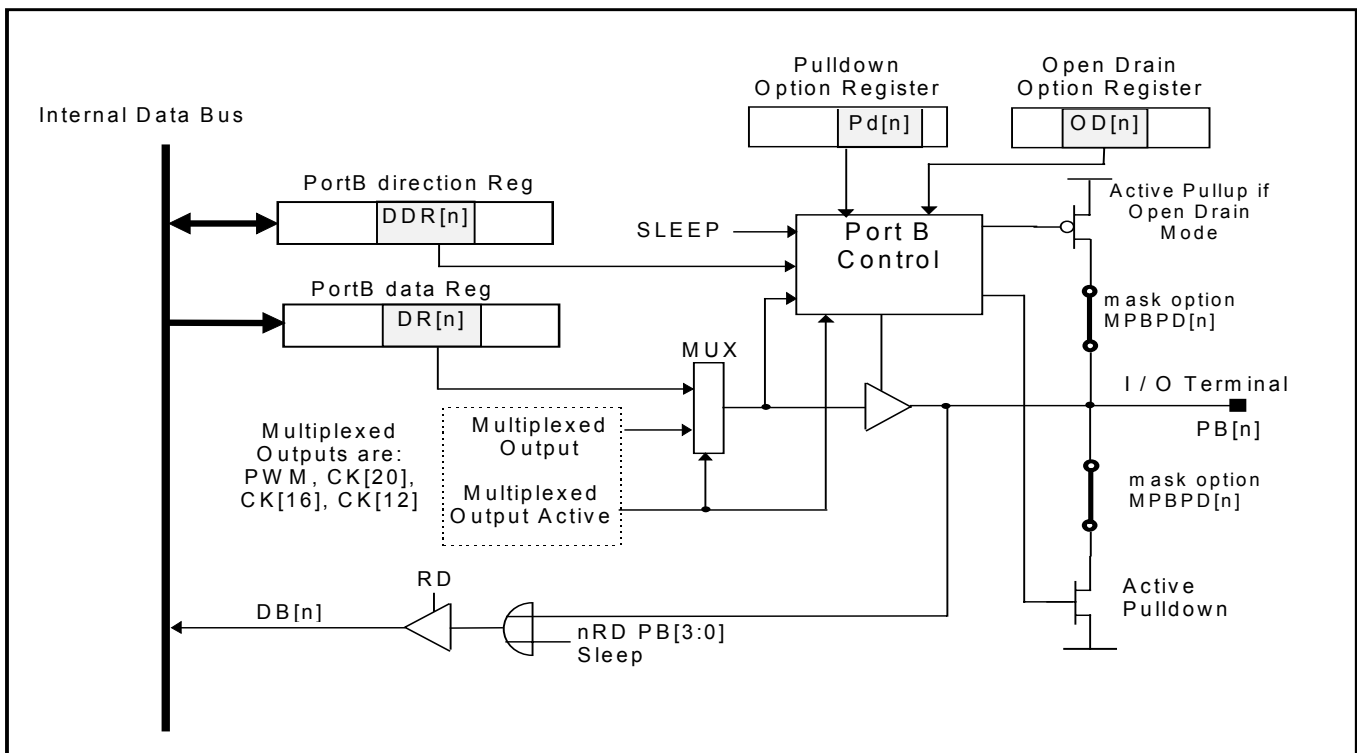 Pulldown
Option Register
Open Drain
Option Register
Internal Data Bus
Pd[n]
OD[n]
PortB direction Reg
DDR[n]
Active Pullup if
Open Drain
Mode
SLEEP
Port B
Control
PortB data Reg
DR[n]
mask option
MPBPD[n]
MUX
I / O Terminal
PB[n]
Multiplexed
Outputs are:
PWM, CK[20],
CK[16], CK[12]
Multiplexed
Output
Multiplexed
Output Active
mask option
MPBPD[n]
RD
DB[n]
nRD PB[3:0]
Sleep
Active
Pulldown